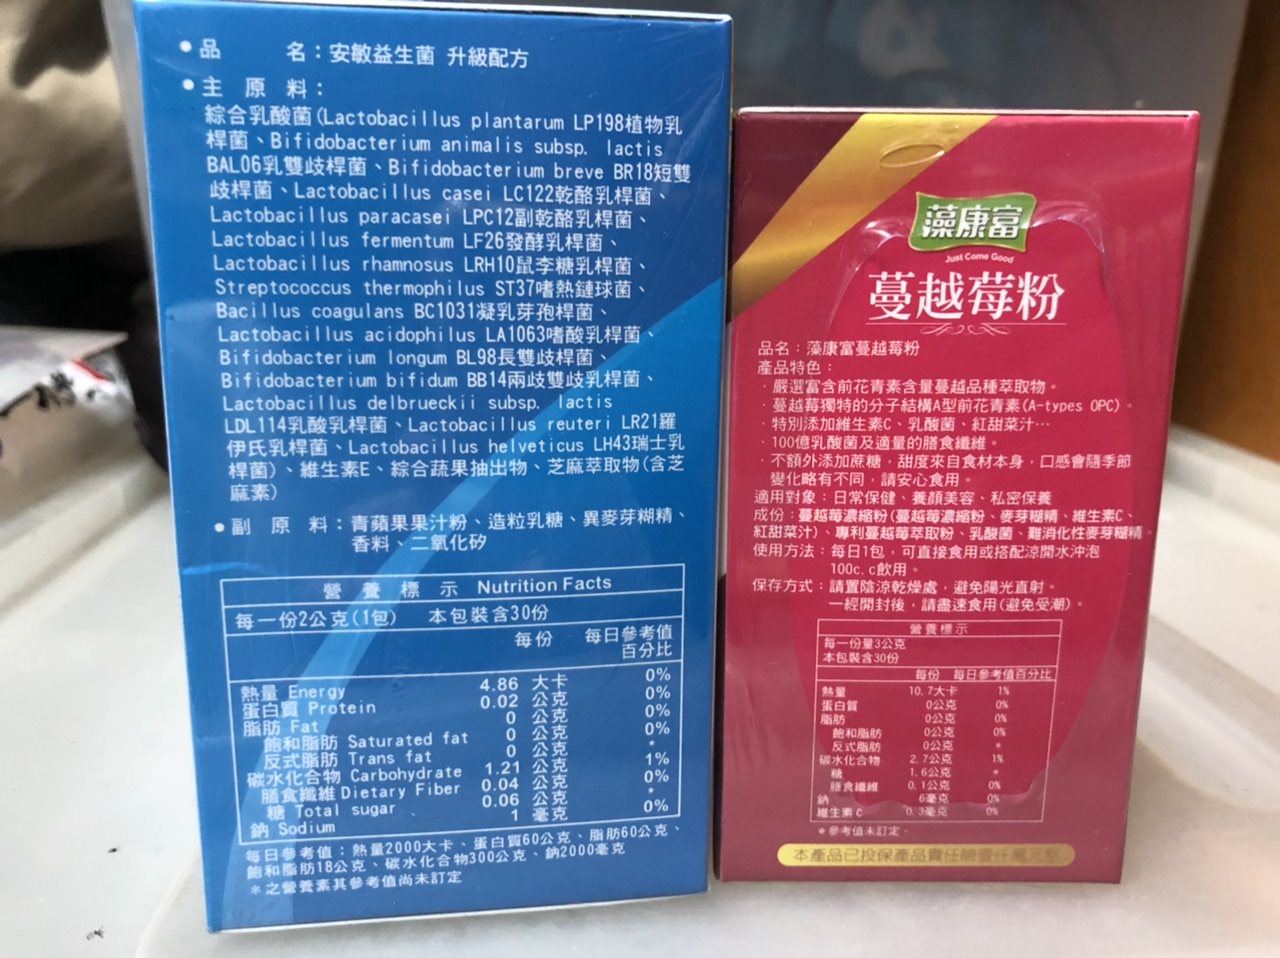 •品 名：安敏益生菌 升級配方
•主 原 料：
綜合乳酸菌(Lactobacillus plantarum LP198植物乳
桿菌、Bifidobacterium animalis subsp. lactis
BAL06乳雙歧桿菌、Bifidobacterium breve BR18短雙
歧桿菌、Lactobacillus casei LC122乾酪乳桿菌、
Lactobacillus paracasei LPC12副乾酪乳桿菌、
Lactobacillus fermentum LF26發酵乳桿菌、
Lactobacillus rhamnosus LRH10鼠李糖乳桿菌、
Streptococcus thermophilus ST37嗜熱鏈球菌、
Bacillus coagulans BC1031凝乳芽孢桿菌、
Lactobacillus acidophilus LA1063嗜酸乳桿菌、
Bifidobacterium longum BL98長雙歧桿菌、
Bifidobacterium bifidum BB14兩歧雙歧乳桿菌、
Lactobacillus delbrueckii subsp. lactis
LDL114乳酸乳桿菌、Lactobacillus reuteri LR21羅
伊氏乳桿菌、Lactobacillus helveticus LH43瑞士乳
桿菌)、維生素E、綜合蔬果抽出物、芝麻萃取物(含芝
麻素)
•副 原 料：青蘋果果汁粉、造粒乳糖、異麥芽糊精、
香料、二氧化矽
營 養 標 示 Nutrition Facts
每一份2公克(1包) 本包裝含30份
每份 每日參考值
百分比
熱量 Energy 4.86 大卡 0%
蛋白質 Protein 0.02 公克 0%
脂肪 Fat 0 公克 0%
飽和脂肪 Saturated fat 0 公克 0%
反式脂肪 Trans fat 0 公克 *
碳水化合物 Carbohydrate 1.21 公克 1%
膳食纖維 Dietary Fiber 0.04 公克 0%
糖 Total sugar 0.06 公克 *
鈉 Sodium 1 毫克 0%
每日參考值：熱量2000大卡、蛋白質60公克、脂肪60公克、
飽和脂肪18公克、碳水化合物300公克、鈉2000毫克
*之營養素其參考值尚未訂定
藻康富
Just Come Good
蔓越莓粉
品名：藻康富蔓越莓粉
產品特色：
·嚴選富含前花青素含量蔓越品種萃取物。
·蔓越莓獨特的分子結構A型前花青素(A-types OPC)。
·特別添加維生素C、乳酸菌、紅甜菜汁…
·100億乳酸菌及適量的膳食纖維。
·不額外添加蔗糖，甜度來自食材本身，口感會隨季節
變化略有不同，請安心食用。
適用對象：日常保健、養顏美容、私密保養
成份：蔓越莓濃縮粉(蔓越莓濃縮粉、麥芽糊精、維生素C、
紅甜菜汁)、專利蔓越莓萃取粉、乳酸菌、難消化性麥芽糊精
使用方法：每日1包，可直接食用或搭配涼開水沖泡
100c.c飲用。
保存方式：請置陰涼乾燥處，避免陽光直射。
一經開封後，請盡速食用(避免受潮)。
營養標示
每一份量3公克
本包裝含30份
每份 每日參考值百分比
熱量 10.7大卡 1%
蛋白質 0公克 0%
脂肪 0公克 0%
飽和脂肪 0公克 0%
反式脂肪 0公克 *
碳水化合物 2.7公克 1%
糖 1.6公克 *
膳食纖維 0.1公克 0%
鈉 6毫克 0%
維生素C 0.3毫克 0%
*參考值未訂定。
本產品已投保產品責任險壹仟萬元整